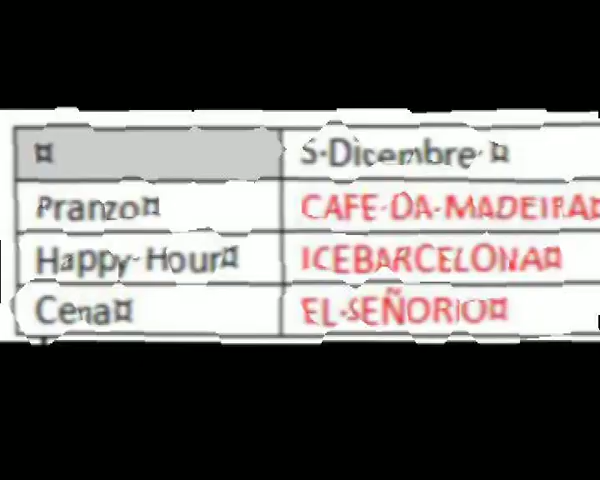 5 Dicembre
Pranzo CAFE DA MADEIRA
Happy Hour ICEBARCELONA
Cena EL SEÑORIO